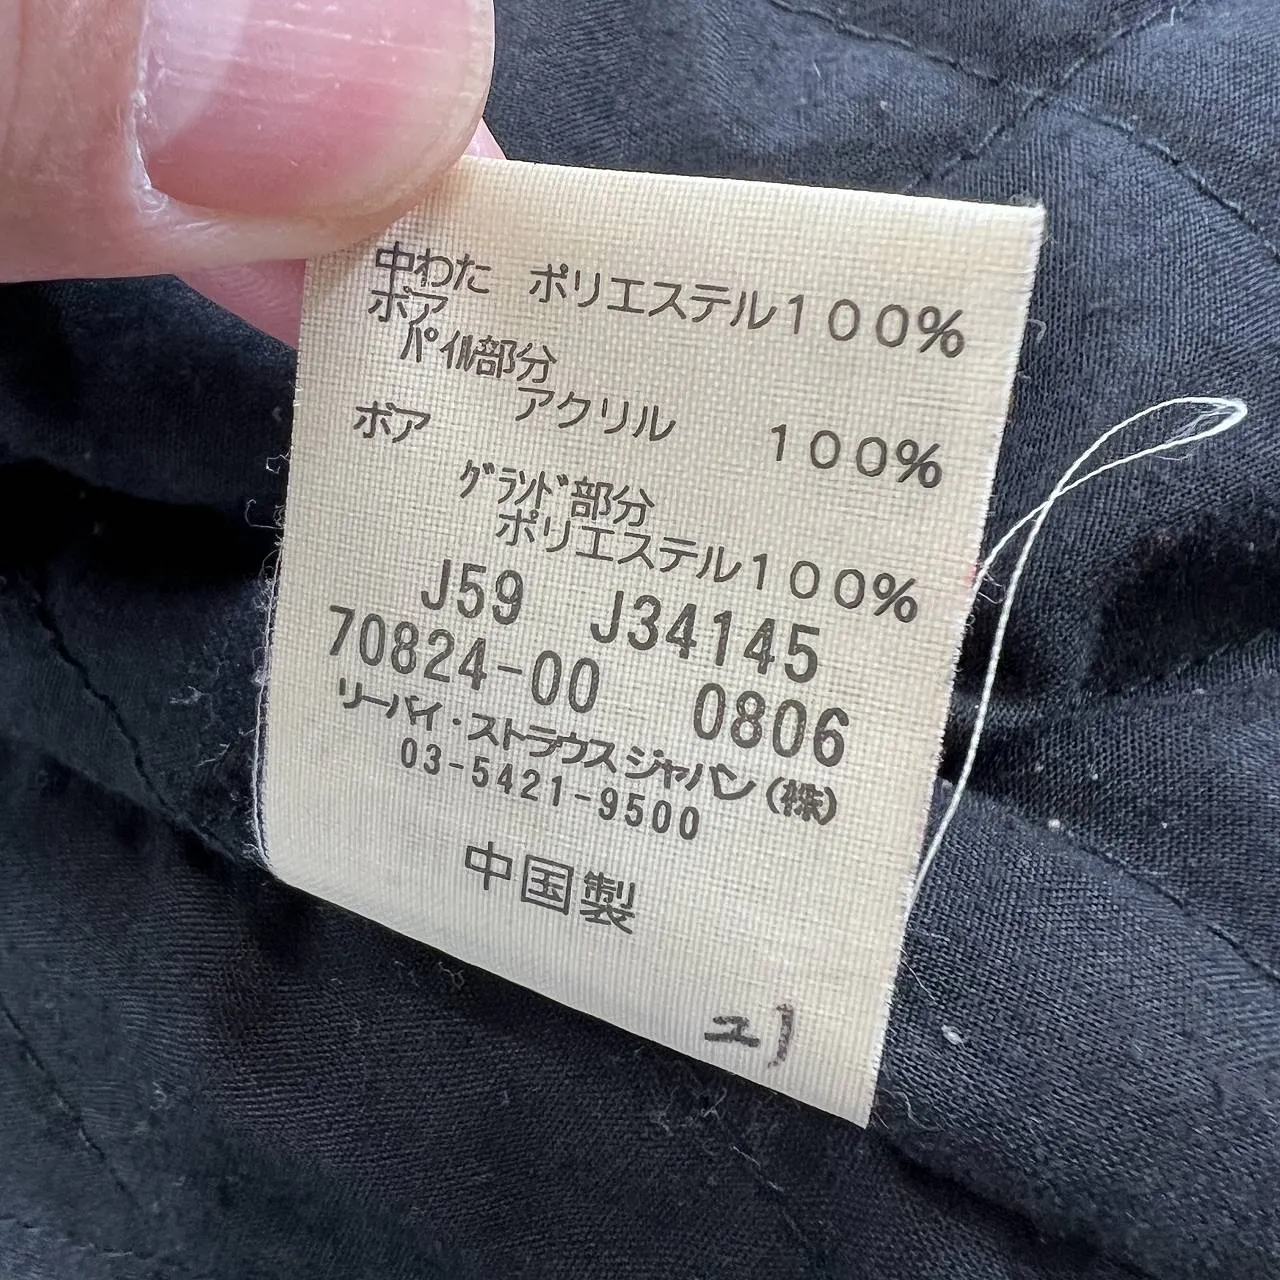 中わた ポリエステル100%
ボア
パイル部分
アクリル 100%
ボア
グランド部分
ポリエステル100%
J59 J34145
70824-00 0806
リーバイ・ストラウス ジャパン(株)
03-5421-9500
中国製